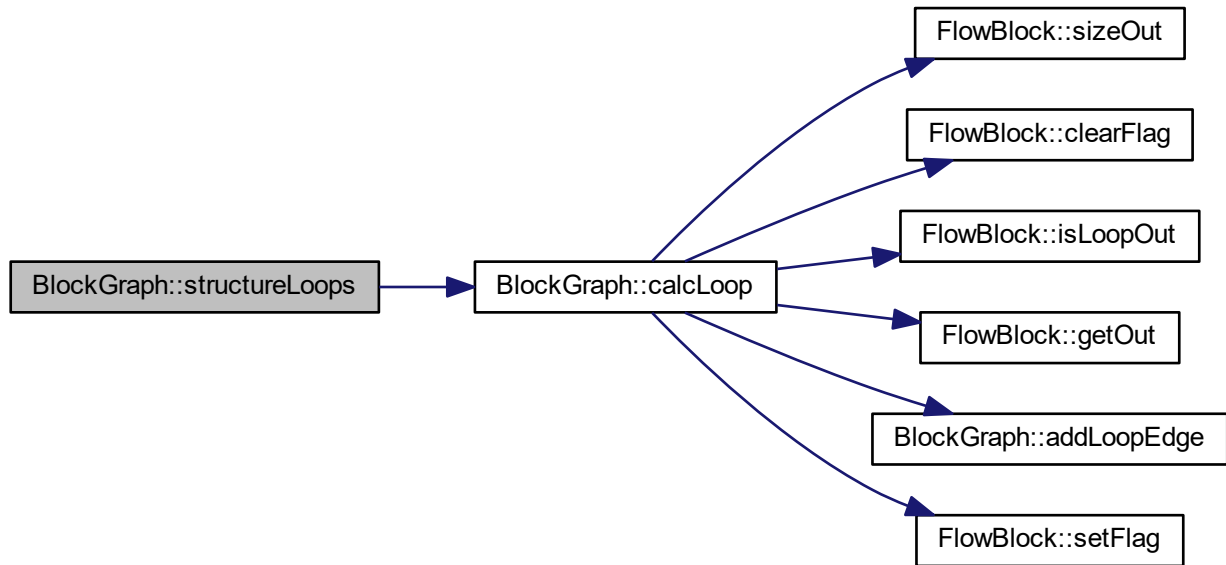 BlockGraph::structureLoops
BlockGraph::calcLoop
FlowBlock::sizeOut
FlowBlock::clearFlag
FlowBlock::isLoopOut
FlowBlock::getOut
BlockGraph::addLoopEdge
FlowBlock::setFlag